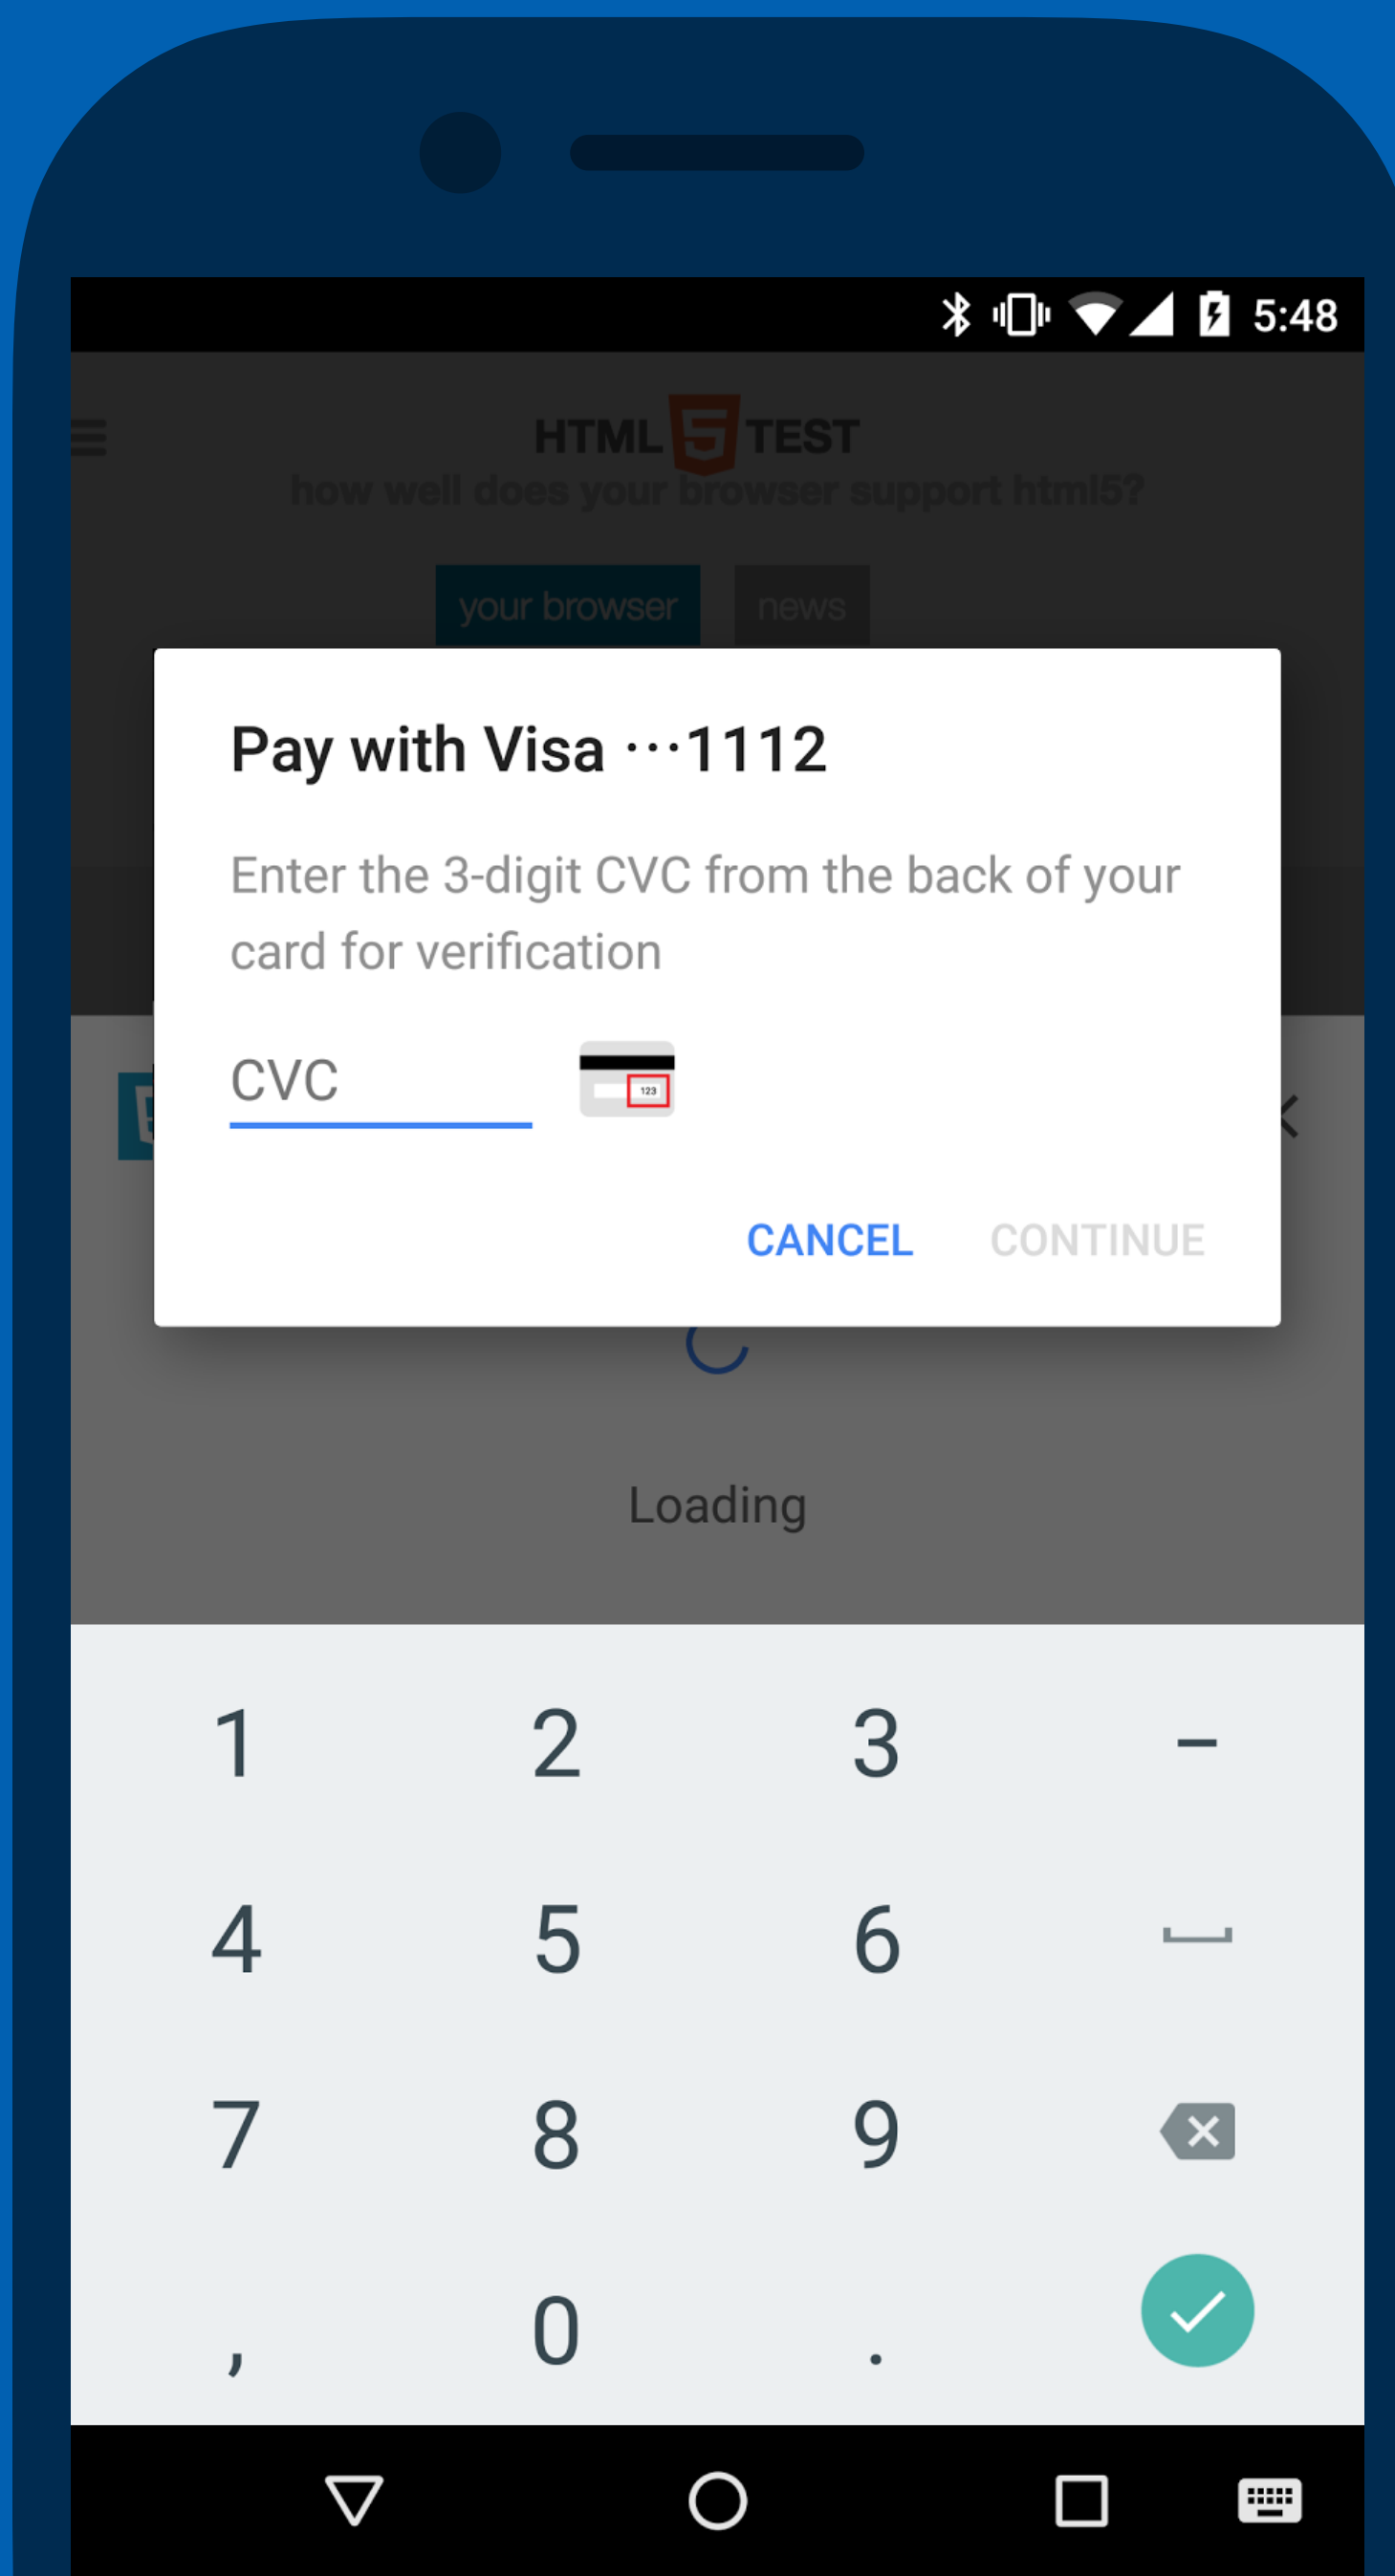 5:48
HTML 5 TEST
how well does your browser support html5?
your browser news
Pay with Visa ···1112
Enter the 3-digit CVC from the back of your
card for verification
CVC
123
CANCEL CONTINUE
Loading
1 2 3 –
4 5 6
7 8 9
, 0 .